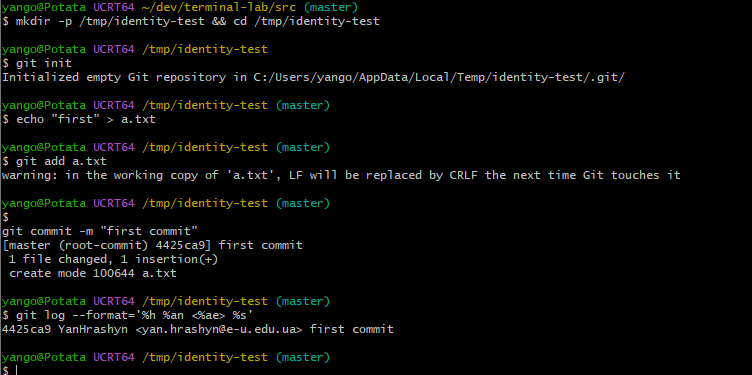 yango@Potata UCRT64 ~/dev/terminal-lab/src (master)
$ mkdir -p /tmp/identity-test && cd /tmp/identity-test
yango@Potata UCRT64 /tmp/identity-test
$ git init
Initialized empty Git repository in C:/Users/yango/AppData/Local/Temp/identity-test/.git/
yango@Potata UCRT64 /tmp/identity-test (master)
$ echo "first" > a.txt
yango@Potata UCRT64 /tmp/identity-test (master)
$ git add a.txt
warning: in the working copy of 'a.txt', LF will be replaced by CRLF the next time Git touches it
yango@Potata UCRT64 /tmp/identity-test (master)
$
git commit -m "first commit"
[master (root-commit) 4425ca9] first commit
 1 file changed, 1 insertion(+)
 create mode 100644 a.txt
yango@Potata UCRT64 /tmp/identity-test (master)
$ git log --format='%h %an <%ae> %s'
4425ca9 YanHrashyn <yan.hrashyn@e-u.edu.ua> first commit
yango@Potata UCRT64 /tmp/identity-test (master)
$